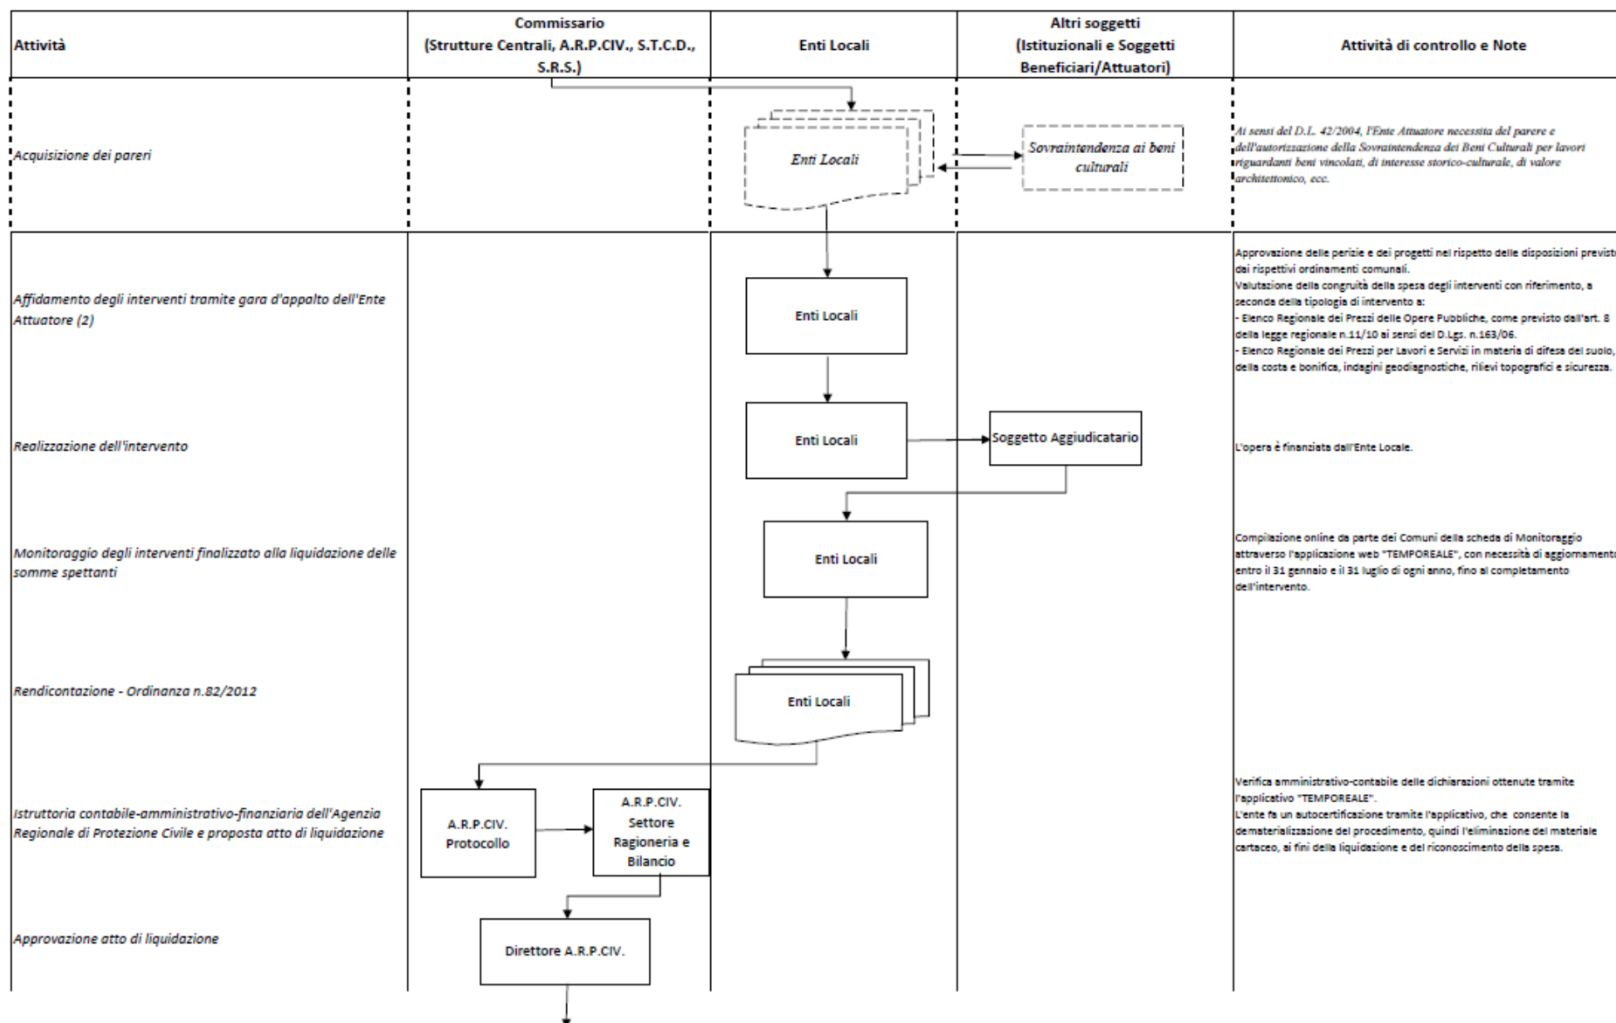 Attività
Commissario
(Strutture Centrali, A.R.P.CIV., S.T.C.D.,
S.R.S.)
Enti Locali
Altri soggetti
(Istituzionali e Soggetti
Beneficiari/Attuatori)
Attività di controllo e Note
Acquisizione dei pareri
Enti Locali
Sovraintendenza ai beni
culturali
Ai sensi del D.L. 42/2004, l'Ente Attuatore necessita del parere e
dell'autorizzazione della Sovraintendenza dei Beni Culturali per lavori
riguardanti beni vincolati, di interesse storico-culturale, di valore
architettonico, ecc.
Affidamento degli interventi tramite gara d'appalto dell'Ente
Attuatore (2)
Enti Locali
Approvazione delle perizie e dei progetti nel rispetto delle disposizioni previst
dai rispettivi ordinamenti comunali.
Valutazione della congruità della spesa degli interventi con riferimento, a
seconda della tipologia di intervento a:
- Elenco Regionale dei Prezzi delle Opere Pubbliche, come previsto dall'art. 8
della legge regionale n.11/10 ai sensi del D.Lgs. n.163/06.
- Elenco Regionale dei Prezzi per Lavori e Servizi in materia di difesa del suolo,
della costa e bonifica, indagini geodiagnostiche, rilievi topografici e sicurezza.
Realizzazione dell'intervento
Enti Locali
Soggetto Aggiudicatario
L'opera è finanziata dall'Ente Locale.
Monitoraggio degli interventi finalizzato alla liquidazione delle
somme spettanti
Enti Locali
Compilazione online da parte dei Comuni della scheda di Monitoraggio
attraverso l'applicazione web "TEMPOREALE", con necessità di aggiornamento
entro il 31 gennaio e il 31 luglio di ogni anno, fino al completamento
dell'intervento.
Rendicontazione - Ordinanza n.82/2012
Enti Locali
Istruttoria contabile-amministrativo-finanziaria dell'Agenzia
Regionale di Protezione Civile e proposta atto di liquidazione
A.R.P.CIV.
Protocollo
A.R.P.CIV.
Settore
Ragioneria e
Bilancio
Verifica amministrativo-contabile delle dichiarazioni ottenute tramite
l'applicativo "TEMPOREALE".
L'ente fa un autocertificazione tramite l'applicativo, che consente la
dematerializzazione del procedimento, quindi l'eliminazione del materiale
cartaceo, ai fini della liquidazione e del riconoscimento della spesa.
Approvazione atto di liquidazione
Direttore A.R.P.CIV.